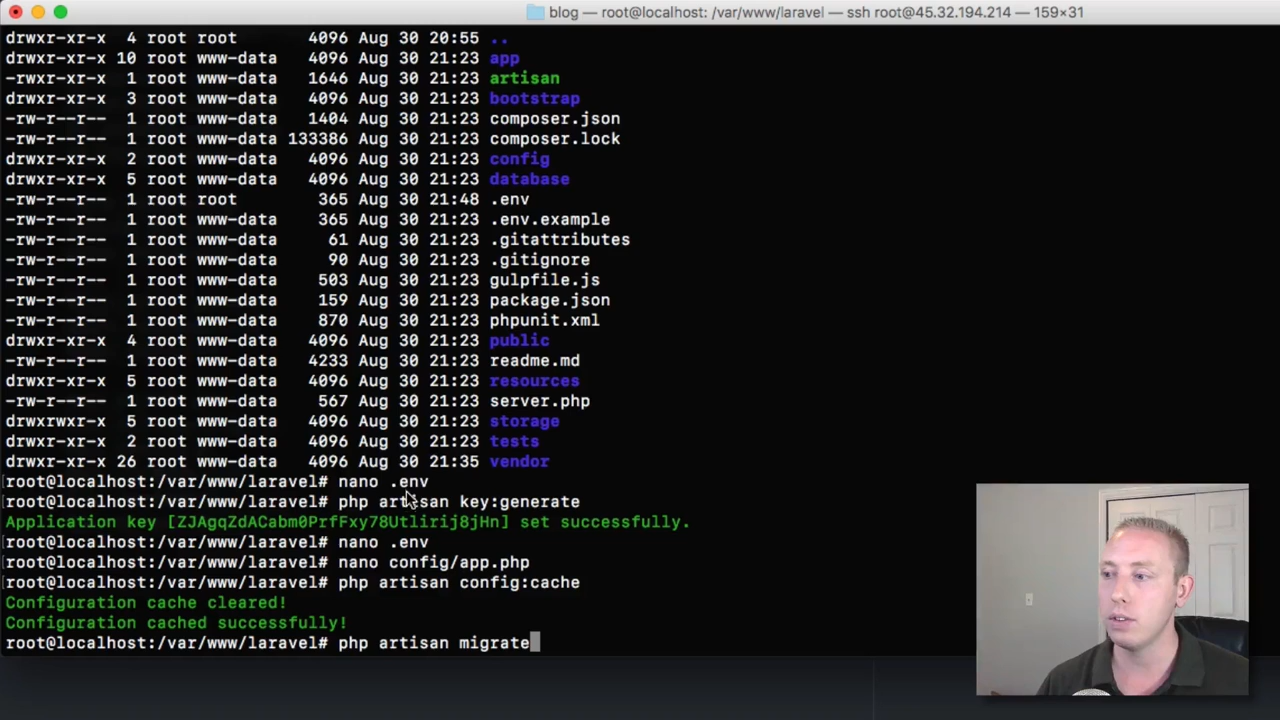 blog — root@localhost: /var/www/laravel — ssh root@45.32.194.214 — 159×31
drwxr-xr-x  4 root root       4096 Aug 30 20:55 ..
drwxr-xr-x 10 root www-data   4096 Aug 30 21:23 app
-rwxr-xr-x  1 root www-data   1646 Aug 30 21:23 artisan
drwxr-xr-x  3 root www-data   4096 Aug 30 21:23 bootstrap
-rw-r--r--  1 root www-data   1404 Aug 30 21:23 composer.json
-rw-r--r--  1 root www-data 133386 Aug 30 21:23 composer.lock
drwxr-xr-x  2 root www-data   4096 Aug 30 21:23 config
drwxr-xr-x  5 root www-data   4096 Aug 30 21:23 database
-rw-r--r--  1 root root        365 Aug 30 21:48 .env
-rw-r--r--  1 root www-data    365 Aug 30 21:23 .env.example
-rw-r--r--  1 root www-data     61 Aug 30 21:23 .gitattributes
-rw-r--r--  1 root www-data     90 Aug 30 21:23 .gitignore
-rw-r--r--  1 root www-data    503 Aug 30 21:23 gulpfile.js
-rw-r--r--  1 root www-data    159 Aug 30 21:23 package.json
-rw-r--r--  1 root www-data    870 Aug 30 21:23 phpunit.xml
drwxr-xr-x  4 root www-data   4096 Aug 30 21:23 public
-rw-r--r--  1 root www-data   4233 Aug 30 21:23 readme.md
drwxr-xr-x  5 root www-data   4096 Aug 30 21:23 resources
-rw-r--r--  1 root www-data    567 Aug 30 21:23 server.php
drwxrwxr-x  5 root www-data   4096 Aug 30 21:23 storage
drwxr-xr-x  2 root www-data   4096 Aug 30 21:23 tests
drwxr-xr-x 26 root www-data   4096 Aug 30 21:35 vendor
[root@localhost:/var/www/laravel# nano .env
[root@localhost:/var/www/laravel# php artisan key:generate
Application key [ZJAgqZdACabm0PrfFxy78Utlirij8jHn] set successfully.
[root@localhost:/var/www/laravel# nano .env
[root@localhost:/var/www/laravel# nano config/app.php
[root@localhost:/var/www/laravel# php artisan config:cache
Configuration cache cleared!
Configuration cached successfully!
root@localhost:/var/www/laravel# php artisan migrate